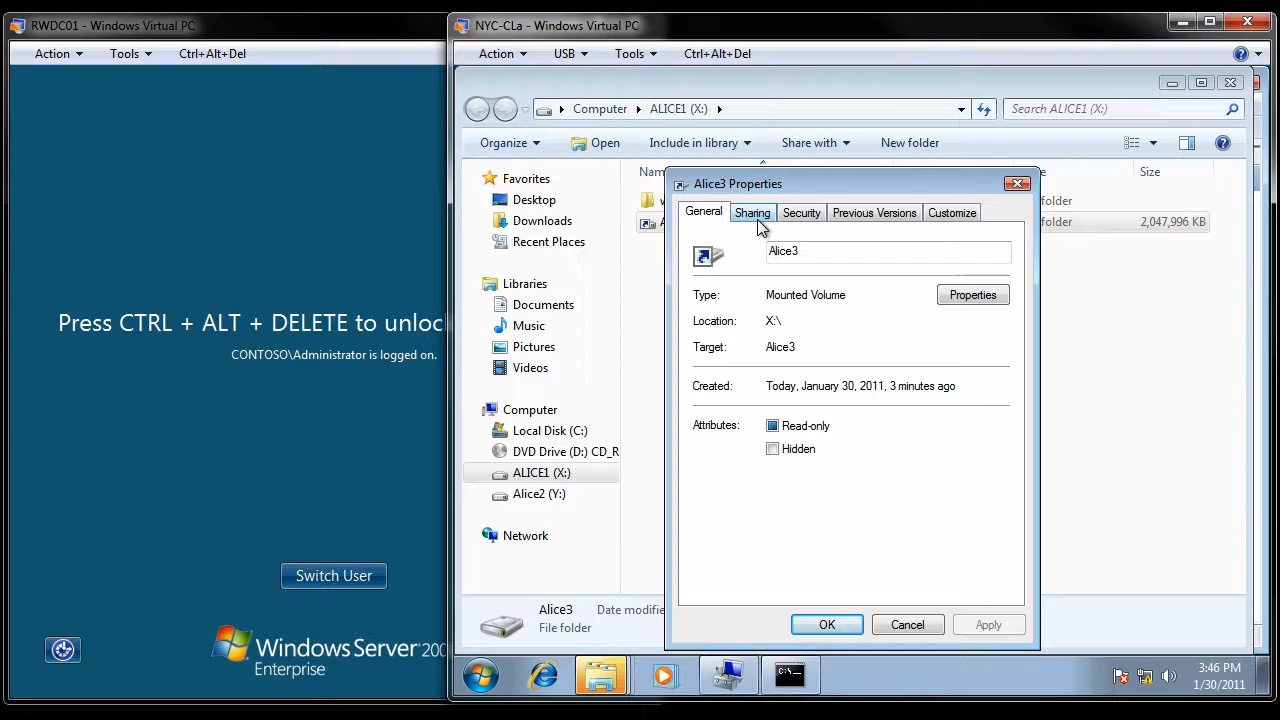 RWDC01 - Windows Virtual PC
Action Tools Ctrl+Alt+Del
Press CTRL + ALT + DELETE to unloc
CONTOSO\Administrator is logged on.
Switch User
Windows Server 200
Enterprise
NYC-CLa - Windows Virtual PC
Action USB Tools Ctrl+Alt+Del
Computer ALICE1 (X:) Search ALICE1 (X:)
Organize Open Include in library Share with New folder
Favorites
Desktop
Downloads
Recent Places
Libraries
Documents
Music
Pictures
Videos
Computer
Local Disk (C:)
DVD Drive (D:) CD_R
ALICE1 (X:)
Alice2 (Y:)
Network
Size
folder
folder 2,047,996 KB
Alice3 Properties
General Sharing Security Previous Versions Customize
Alice3
Type: Mounted Volume Properties
Location: X:\
Target: Alice3
Created: Today, January 30, 2011, 3 minutes ago
Attributes: Read-only
Hidden
OK Cancel Apply
Alice3 Date modifie
File folder
3:46 PM
1/30/2011